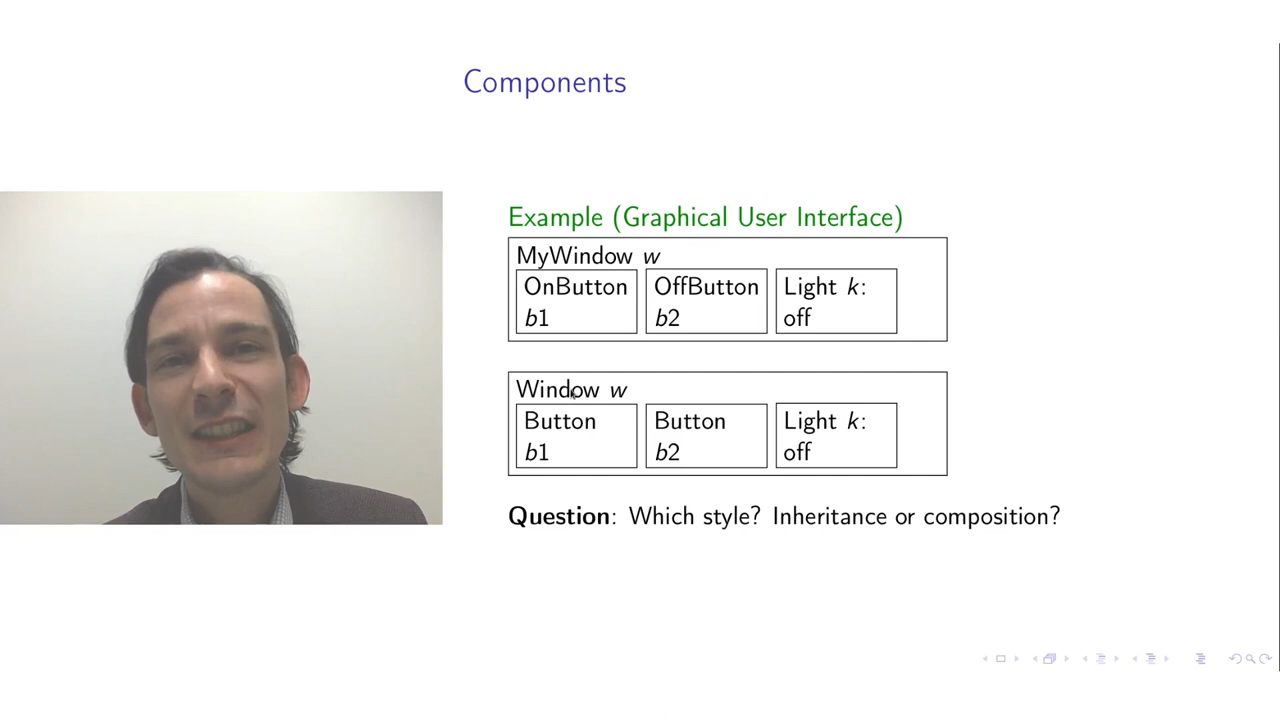 Components
Example (Graphical User Interface)
MyWindow w
OnButton
b1
OffButton
b2
Light k:
off
Window w
Button
b1
Button
b2
Light k:
off
Question: Which style? Inheritance or composition?